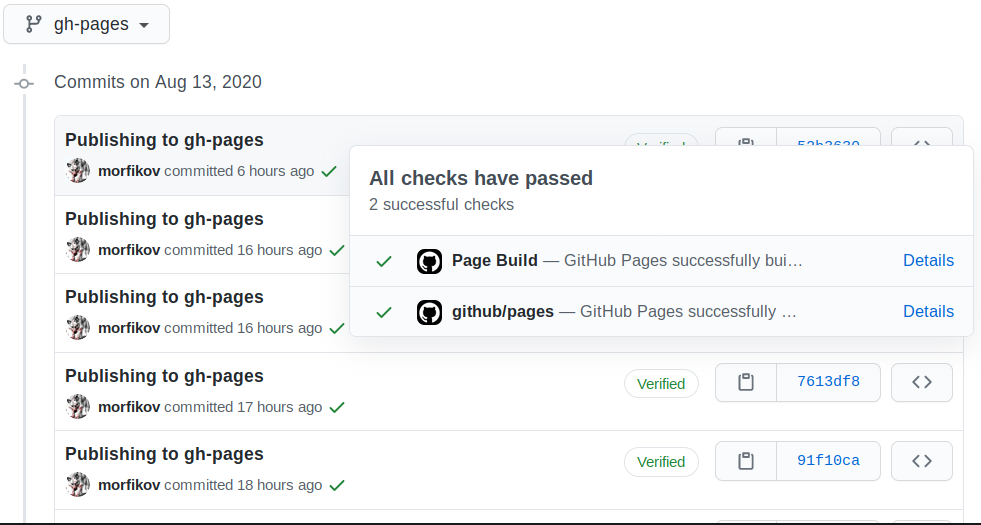 gh-pages
Commits on Aug 13, 2020
Publishing to gh-pages
morfikov committed 6 hours ago
All checks have passed
2 successful checks
Publishing to gh-pages
morfikov committed 16 hours ago
Page Build — GitHub Pages successfully bui…
Details
Publishing to gh-pages
morfikov committed 16 hours ago
github/pages — GitHub Pages successfully …
Details
Publishing to gh-pages
morfikov committed 17 hours ago
Verified
7613df8
Publishing to gh-pages
morfikov committed 18 hours ago
Verified
91f10ca